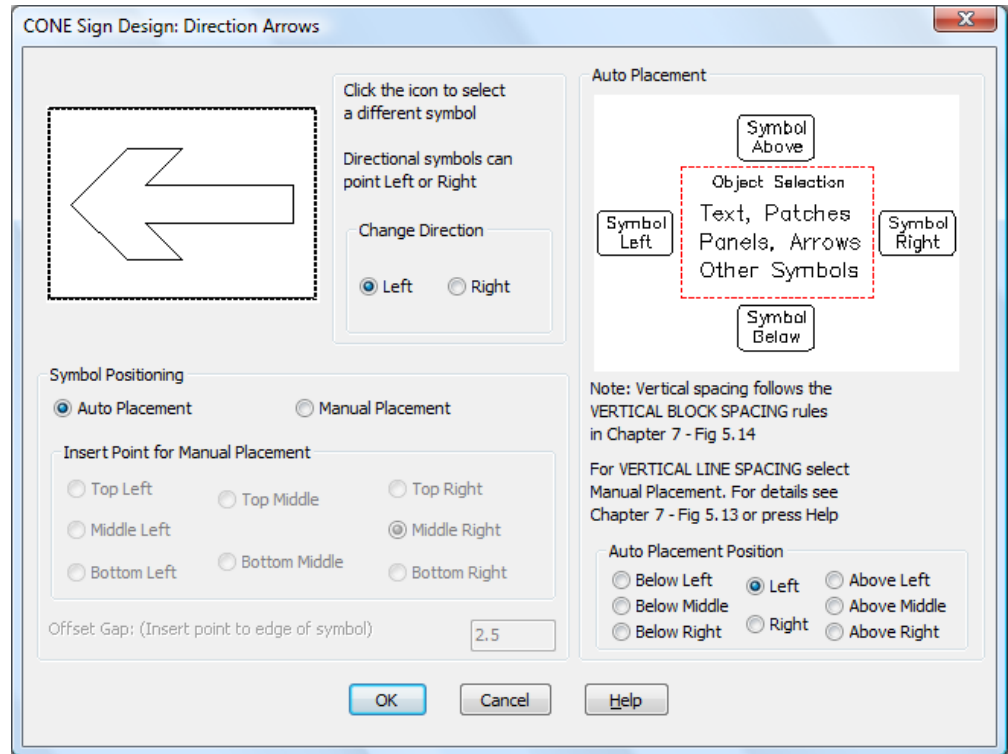 CONE Sign Design: Direction Arrows
Click the icon to select
a different symbol
Directional symbols can
point Left or Right
Change Direction
Left
Right
Symbol Positioning
Auto Placement
Manual Placement
Insert Point for Manual Placement
Top Left
Top Middle
Top Right
Middle Left
Middle Right
Bottom Left
Bottom Middle
Bottom Right
Offset Gap: (Insert point to edge of symbol)
2.5
Auto Placement
Symbol
Above
Object Selection
Symbol
Left
Text, Patches
Panels, Arrows
Other Symbols
Symbol
Right
Symbol
Below
Note: Vertical spacing follows the
VERTICAL BLOCK SPACING rules
in Chapter 7 - Fig 5.14
For VERTICAL LINE SPACING select
Manual Placement. For details see
Chapter 7 - Fig 5.13 or press Help
Auto Placement Position
Below Left
Left
Above Left
Below Middle
Above Middle
Below Right
Right
Above Right
OK
Cancel
Help